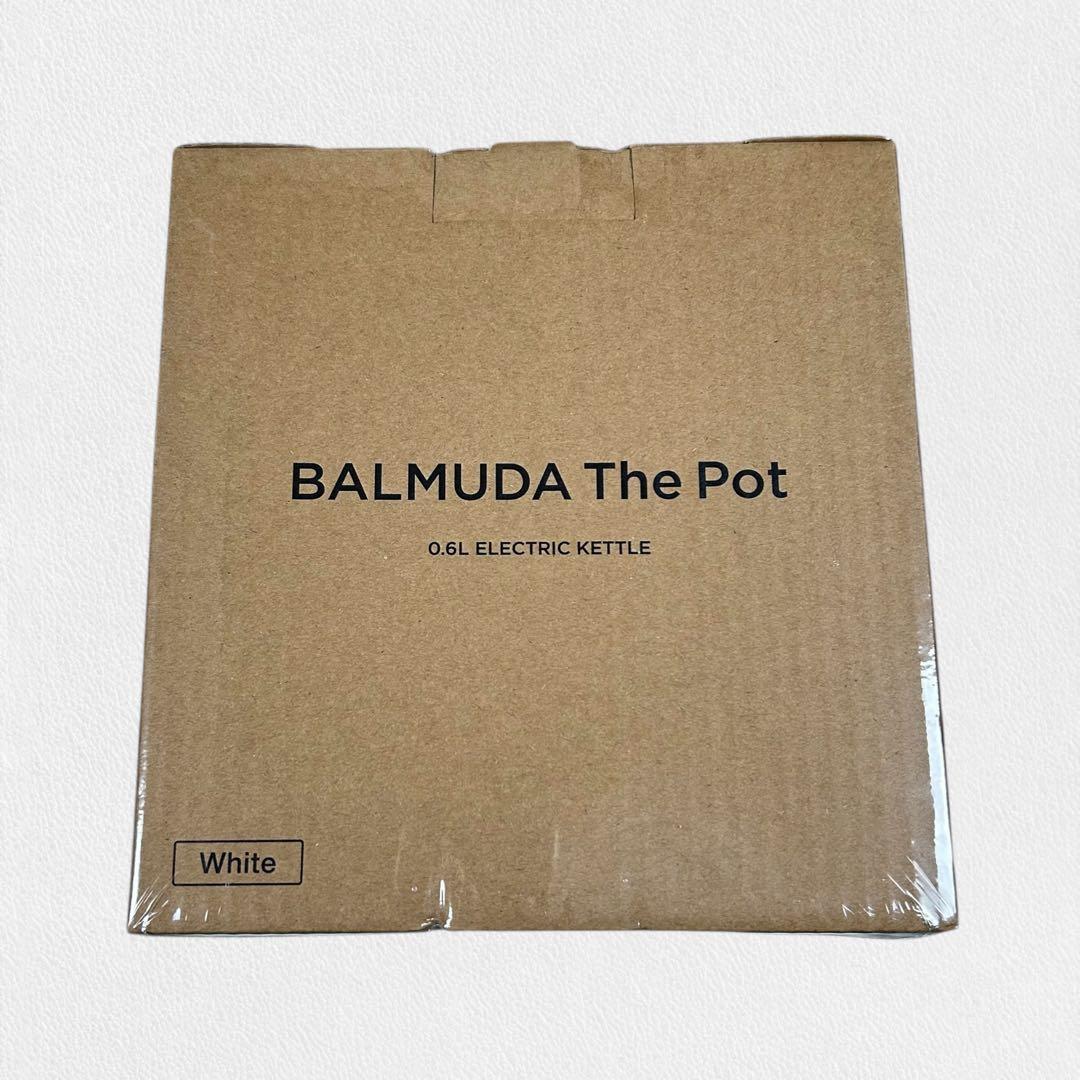 BALMUDA The Pot
0.6L ELECTRIC KETTLE
White